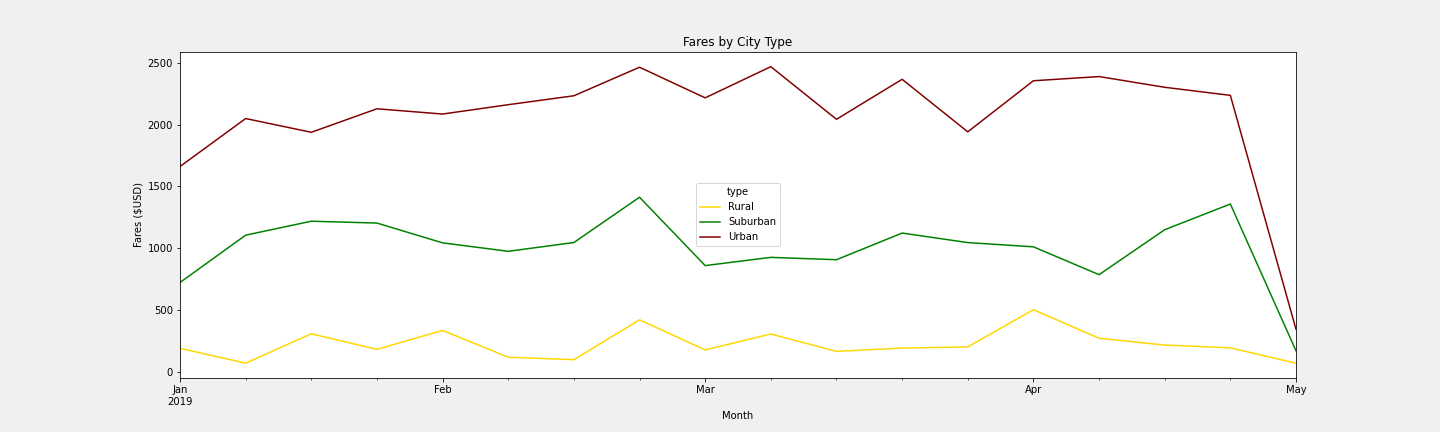 Fares by City Type
2500
2000
1500
1000
500
0
Fares ($USD)
type
Rural
Suburban
Urban
Jan
2019
Feb
Mar
Apr
May
Month